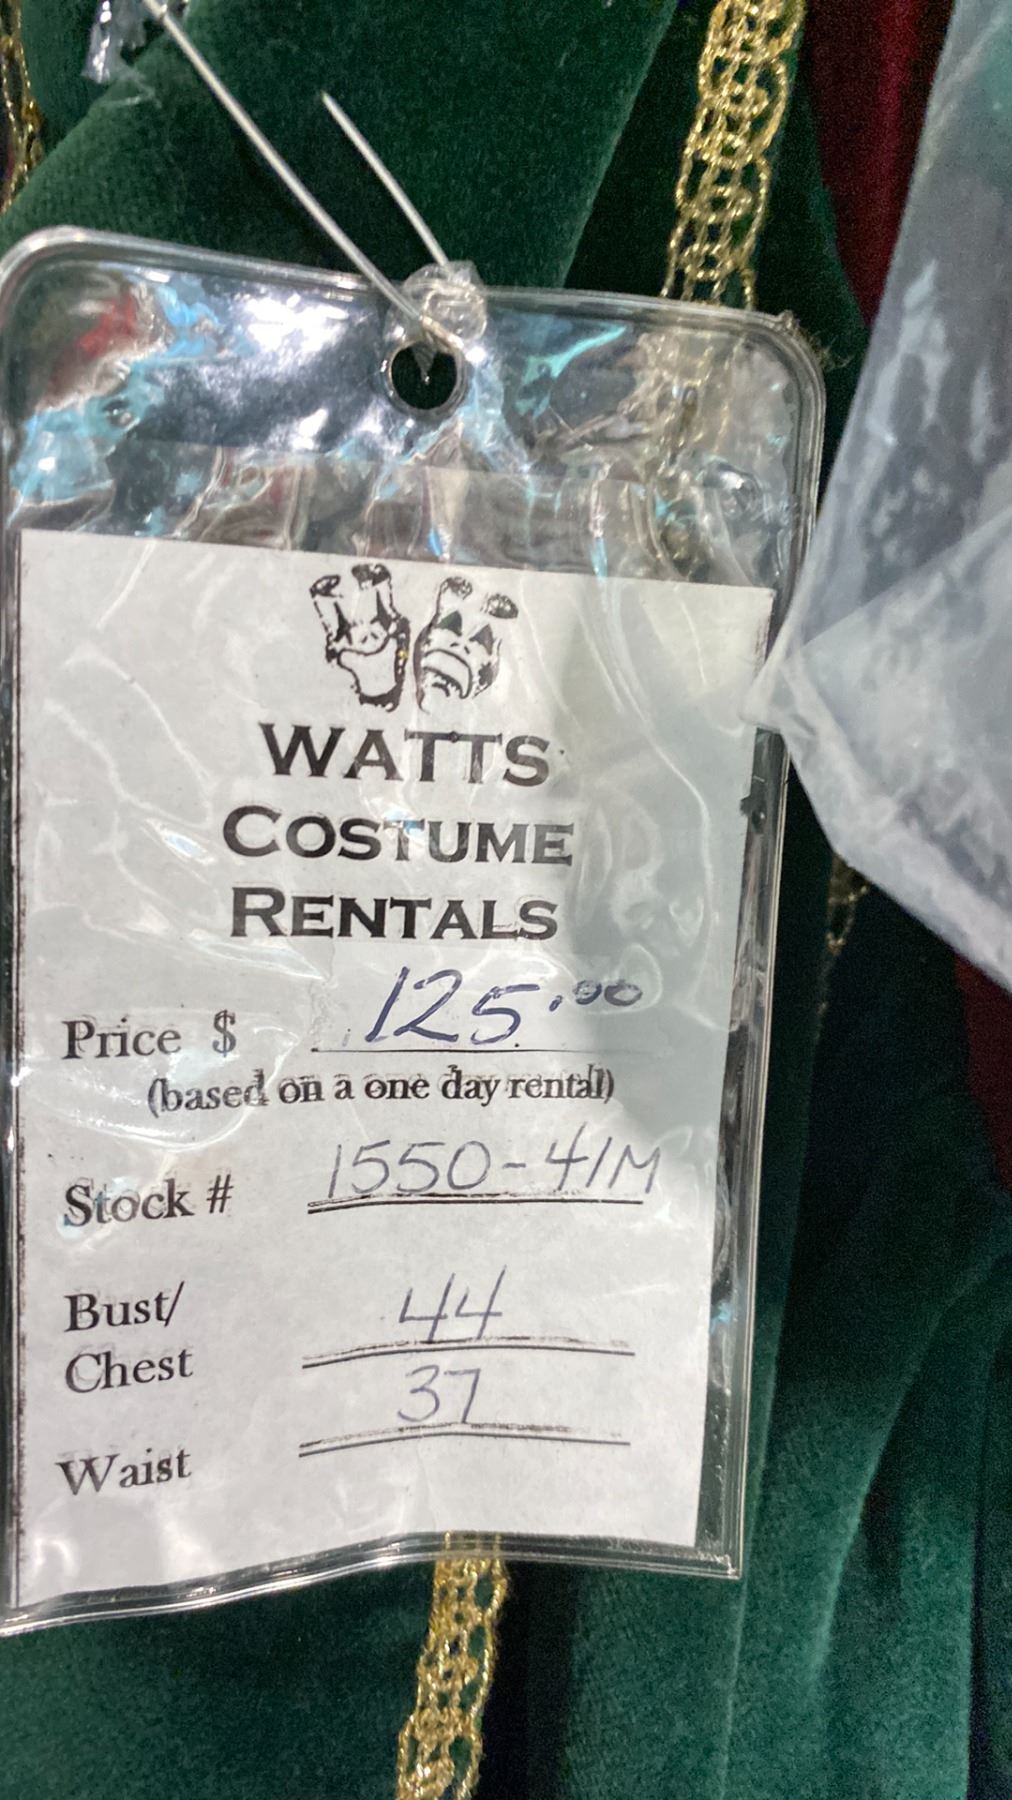 WATTS
COSTUME
RENTALS
Price $ 125.00
(based on a one day rental)
Stock # 1550-41M
Bust/ 44
Chest
37
Waist